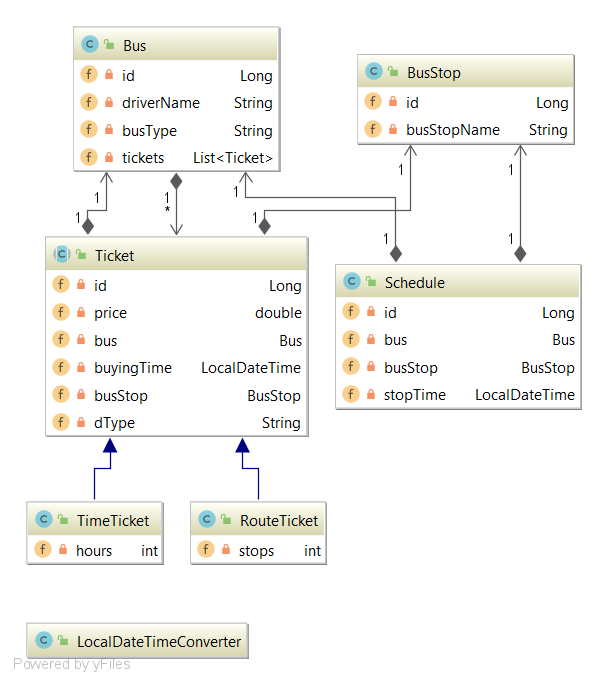 C Bus
f id Long
f driverName String
f busType String
f tickets List<Ticket>
C BusStop
f id Long
f busStopName String
1
1
*
1
1
1
1
1
1
1
C Ticket
f id Long
f price double
f bus Bus
f buyingTime LocalDateTime
f busStop BusStop
f dType String
C Schedule
f id Long
f bus Bus
f busStop BusStop
f stopTime LocalDateTime
C TimeTicket
f hours int
C RouteTicket
f stops int
C LocalDateTimeConverter
Powered by yFiles